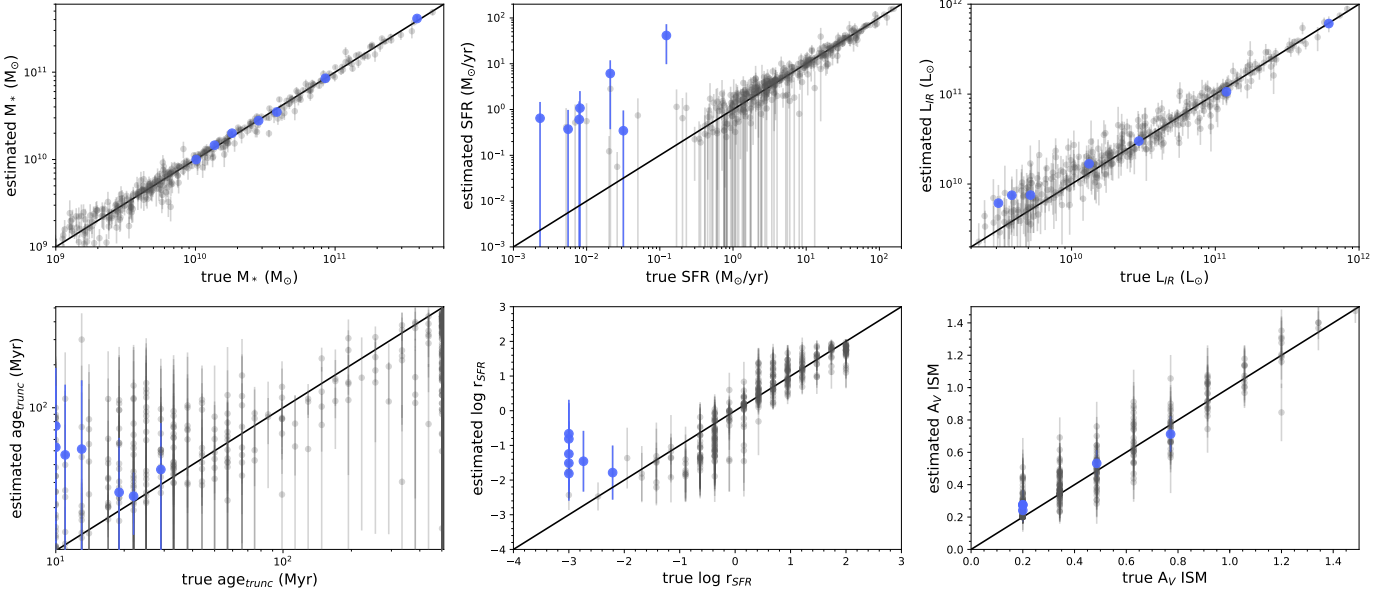 estimated M* (M⊙)
10¹¹
10¹⁰
10⁹
10⁹ 10¹⁰ 10¹¹
true M* (M⊙)
estimated SFR (M⊙/yr)
10²
10¹
10⁰
10⁻¹
10⁻²
10⁻³
10⁻³ 10⁻² 10⁻¹ 10⁰ 10¹ 10²
true SFR (M⊙/yr)
estimated L_IR (L⊙)
10¹²
10¹¹
10¹⁰
10¹⁰ 10¹¹ 10¹²
true L_IR (L⊙)
estimated age_trunc (Myr)
10²
10¹ 10²
true age_trunc (Myr)
estimated log r_SFR
3
2
1
0
−1
−2
−3
−4
−4 −3 −2 −1 0 1 2 3
true log r_SFR
estimated A_V ISM
1.4
1.2
1.0
0.8
0.6
0.4
0.2
0.0
0.0 0.2 0.4 0.6 0.8 1.0 1.2 1.4
true A_V ISM